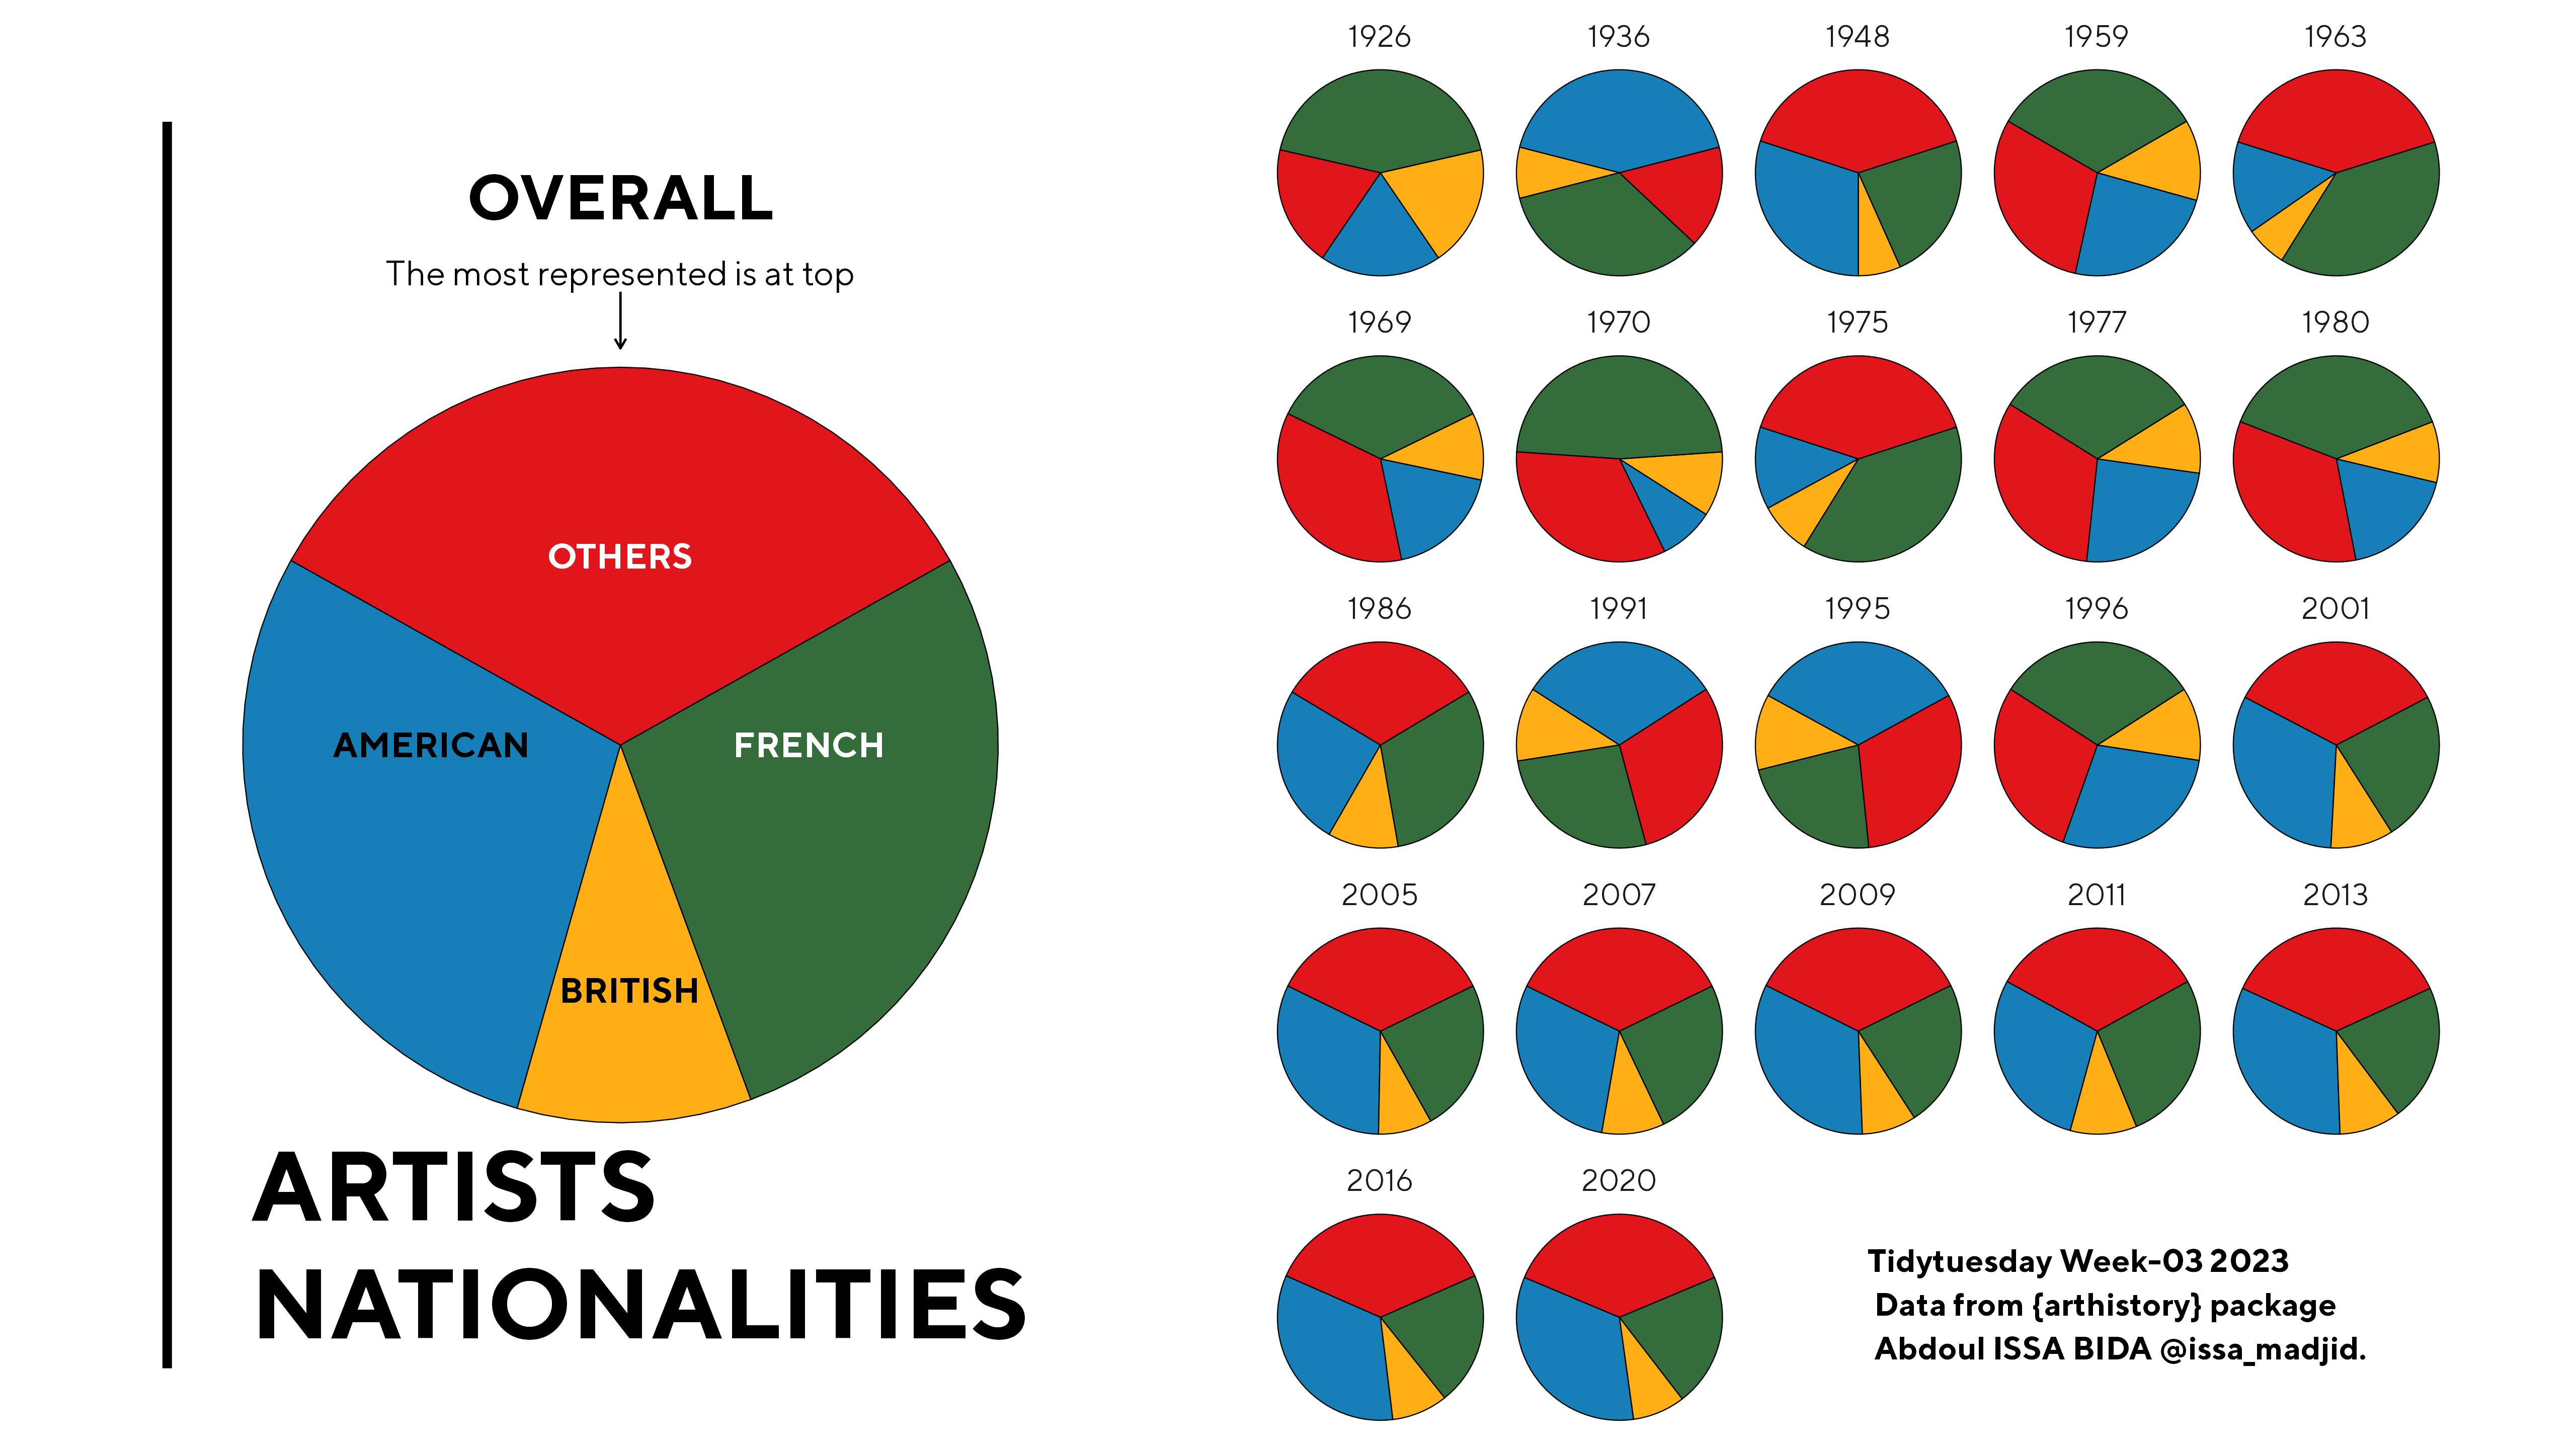 OVERALL
The most represented is at top
OTHERS
AMERICAN
FRENCH
BRITISH
ARTISTS
NATIONALITIES
1926 1936 1948 1959 1963
1969 1970 1975 1977 1980
1986 1991 1995 1996 2001
2005 2007 2009 2011 2013
2016 2020
Tidytuesday Week-03 2023
Data from {arthistory} package
Abdoul ISSA BIDA @issa_madjid.